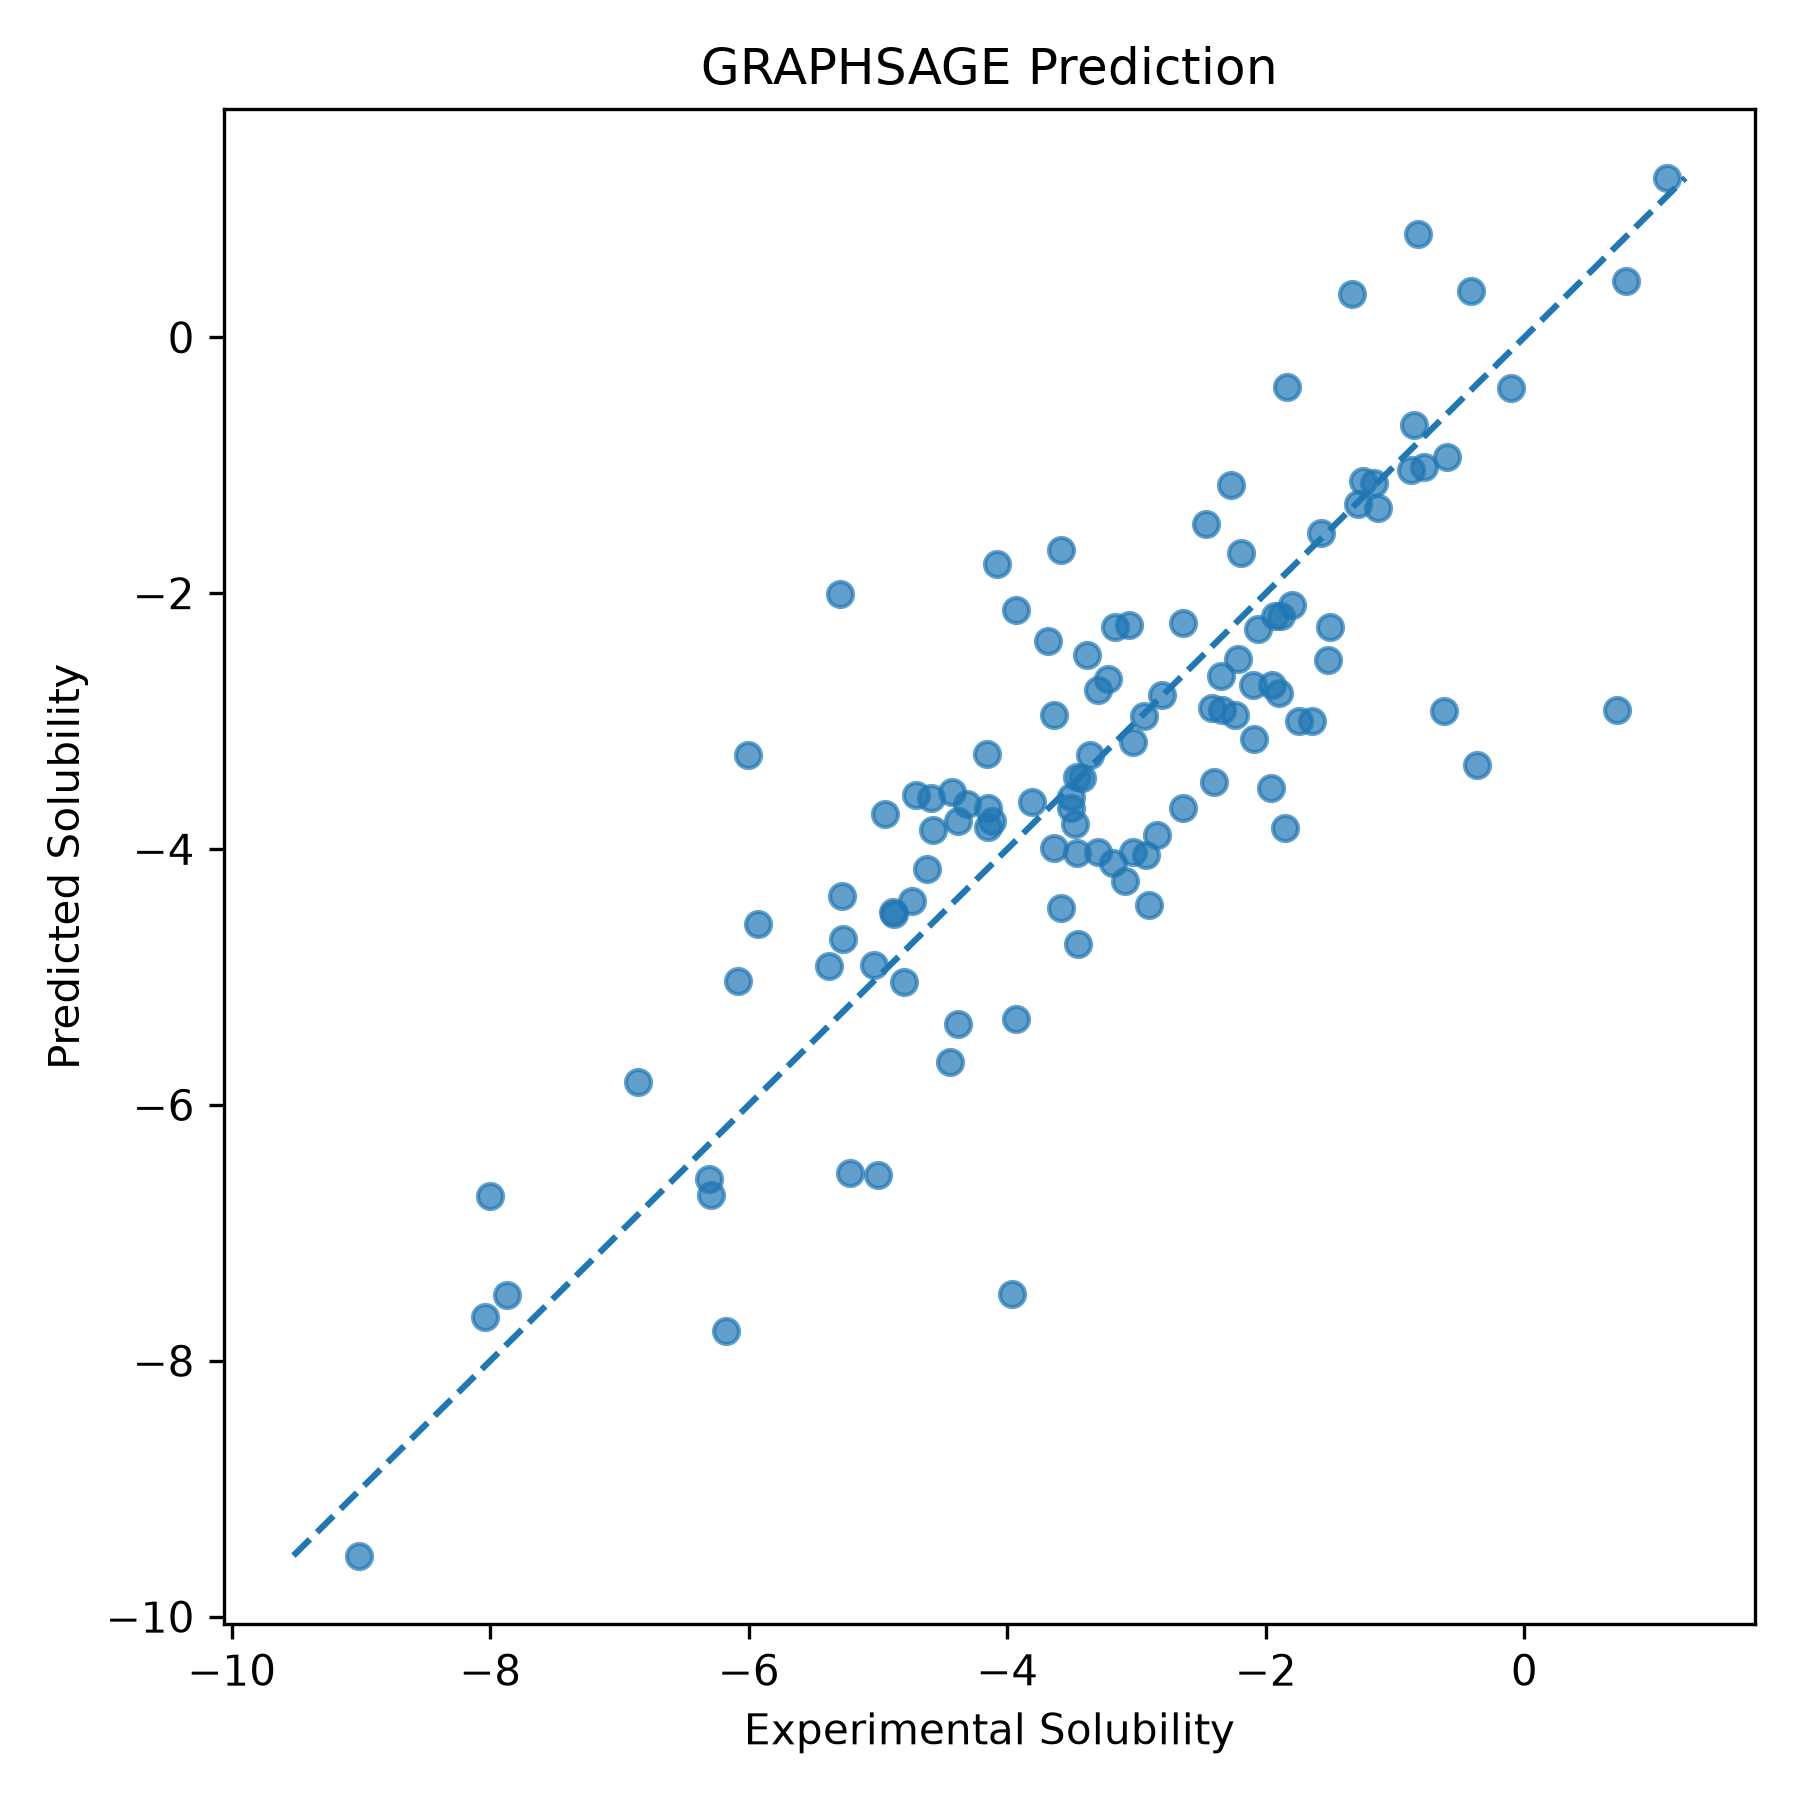 GRAPHSAGE Prediction
0
−2
−4
−6
−8
−10
Predicted Solubility
−10 −8 −6 −4 −2 0
Experimental Solubility